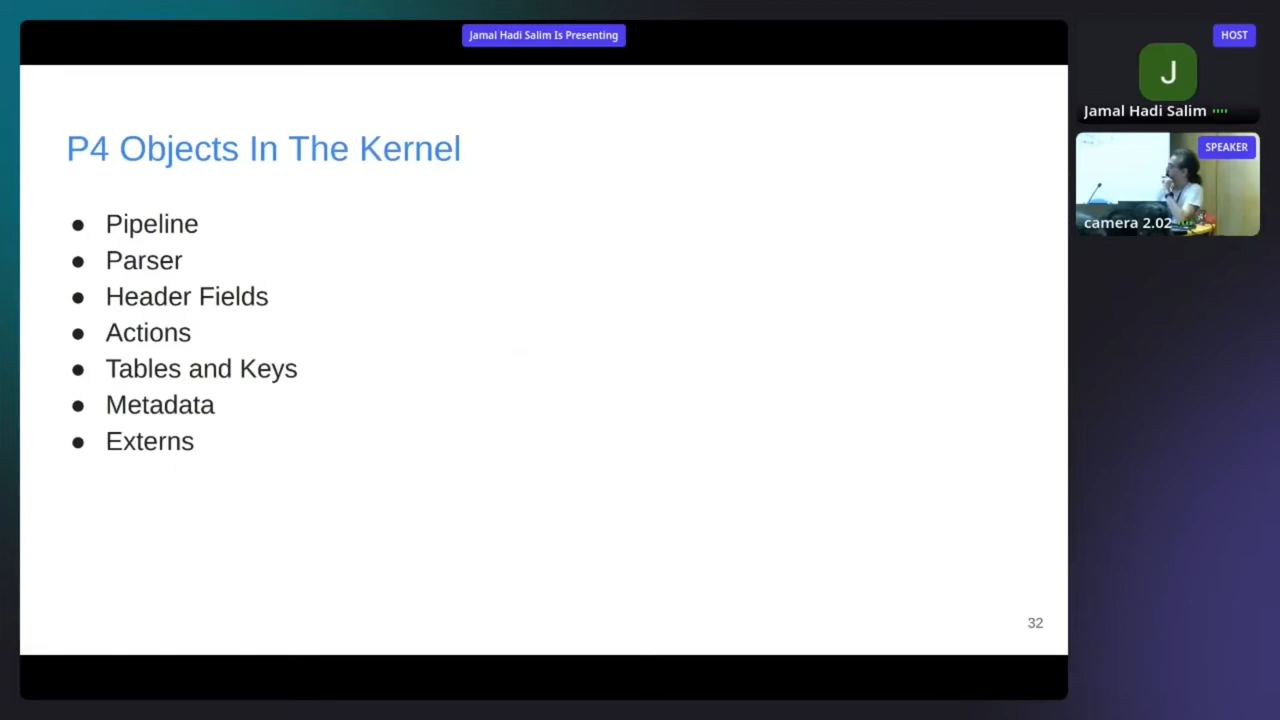 Jamal Hadi Salim Is Presenting
HOST
J
Jamal Hadi Salim
SPEAKER
camera 2.02
P4 Objects In The Kernel
● Pipeline
● Parser
● Header Fields
● Actions
● Tables and Keys
● Metadata
● Externs
32